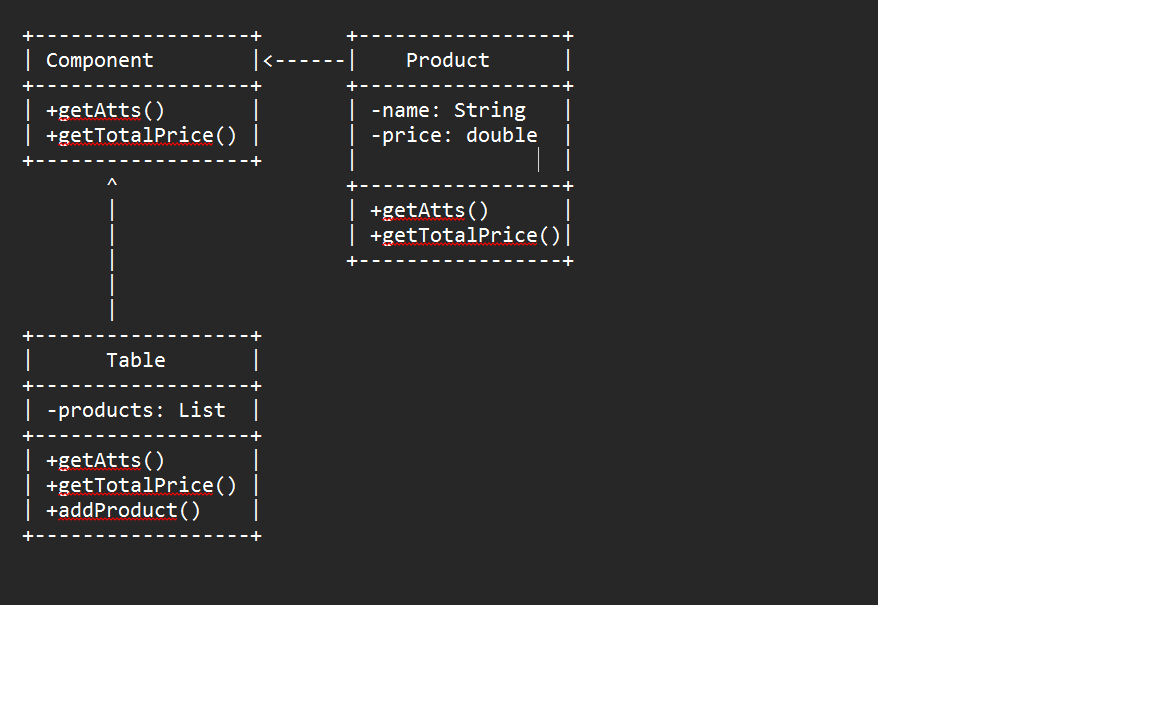 +------------------+       +-----------------+
| Component        |<------|    Product      |
+------------------+       +-----------------+
| +getAtts()       |       | -name: String   |
| +getTotalPrice() |       | -price: double  |
+------------------+       |                 |
       ^                   +-----------------+
       |                   | +getAtts()      |
       |                   | +getTotalPrice()|
       |                   +-----------------+
       |
       |
+------------------+
|      Table       |
+------------------+
| -products: List  |
+------------------+
| +getAtts()       |
| +getTotalPrice() |
| +addProduct()    |
+------------------+